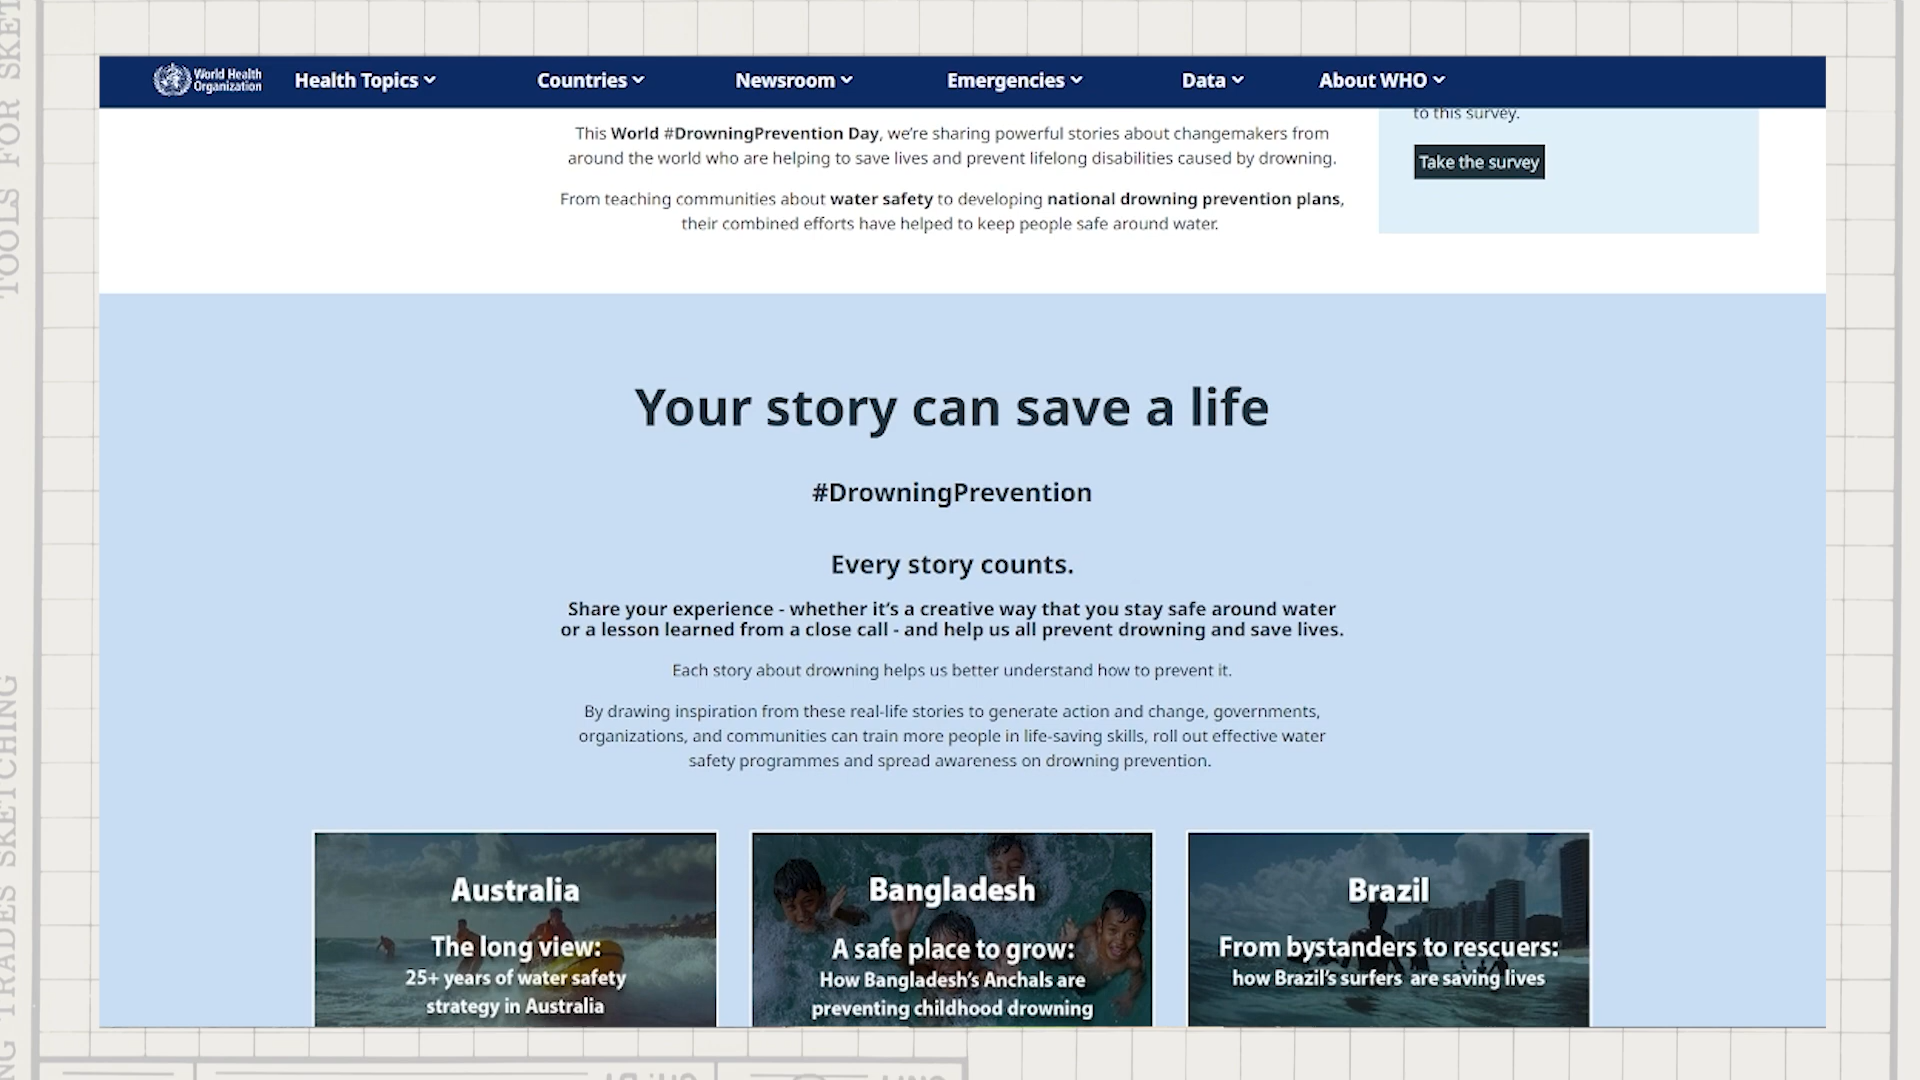 World Health
Organization
Health Topics
Countries
Newsroom
Emergencies
Data
About WHO
to this survey.
Take the survey
This World #DrowningPrevention Day, we’re sharing powerful stories about changemakers from
around the world who are helping to save lives and prevent lifelong disabilities caused by drowning.
From teaching communities about water safety to developing national drowning prevention plans,
their combined efforts have helped to keep people safe around water.
Your story can save a life
#DrowningPrevention
Every story counts.
Share your experience - whether it’s a creative way that you stay safe around water
or a lesson learned from a close call - and help us all prevent drowning and save lives.
Each story about drowning helps us better understand how to prevent it.
By drawing inspiration from these real-life stories to generate action and change, governments,
organizations, and communities can train more people in life-saving skills, roll out effective water
safety programmes and spread awareness on drowning prevention.
Australia
The long view:
25+ years of water safety
strategy in Australia
Bangladesh
A safe place to grow:
How Bangladesh’s Anchals are
preventing childhood drowning
Brazil
From bystanders to rescuers:
how Brazil’s surfers are saving lives
TOOLS FOR SKET
TRADES SKETCHING